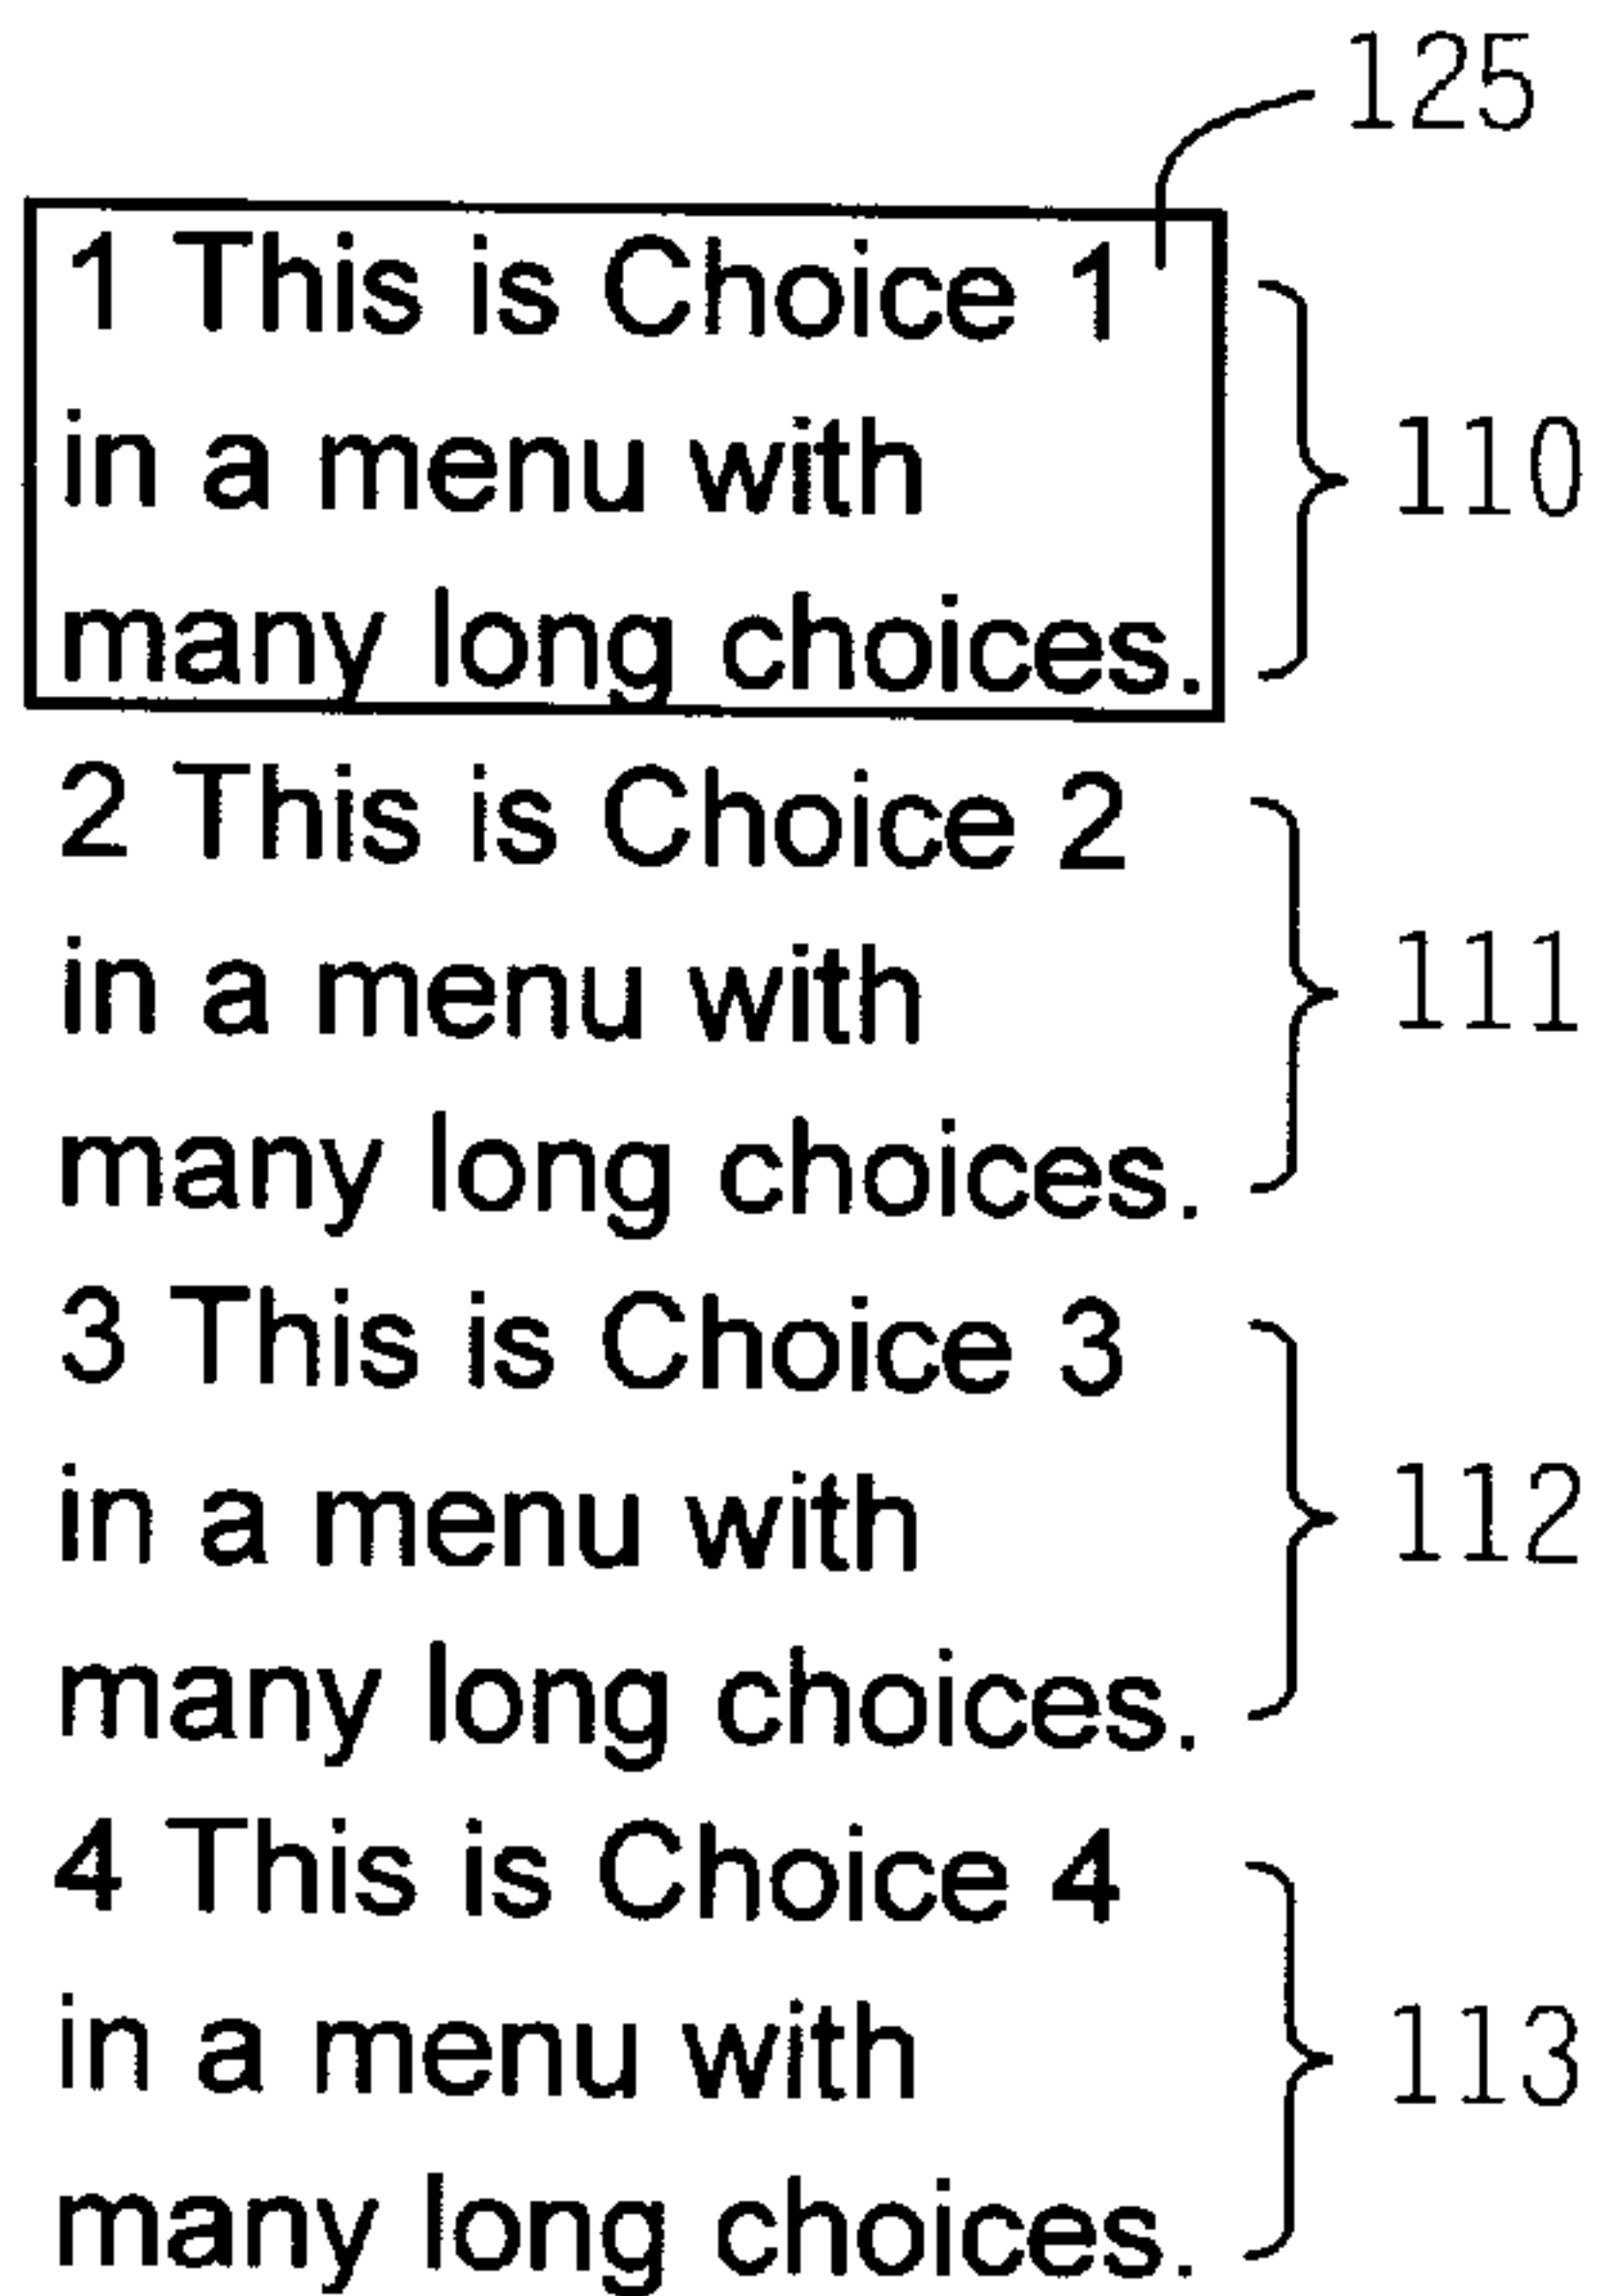 125
1 This is Choice 1
in a menu with
many long choices.
110
2 This is Choice 2
in a menu with
many long choices.
111
3 This is Choice 3
in a menu with
many long choices.
112
4 This is Choice 4
in a menu with
many long choices.
113